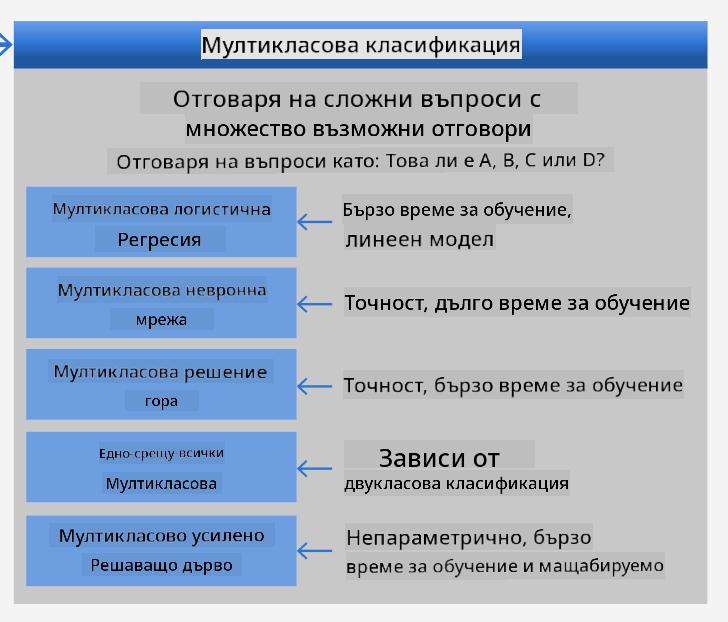 Мултикласова класификация
Отговаря на сложни въпроси с
множество възможни отговори
Отговаря на въпроси като: Това ли е A, B, C или D?
Мултикласова логистична
Регресия
Бързо време за обучение,
линеен модел
Мултикласова невронна
мрежа
Точност, дълго време за обучение
Мултикласова решение
гора
Точност, бързо време за обучение
Едно-срещу-всички
Мултикласова
Зависи от
двукласова класификация
Мултикласово усилено
Решаващо дърво
Непараметрично, бързо
време за обучение и мащабируемо